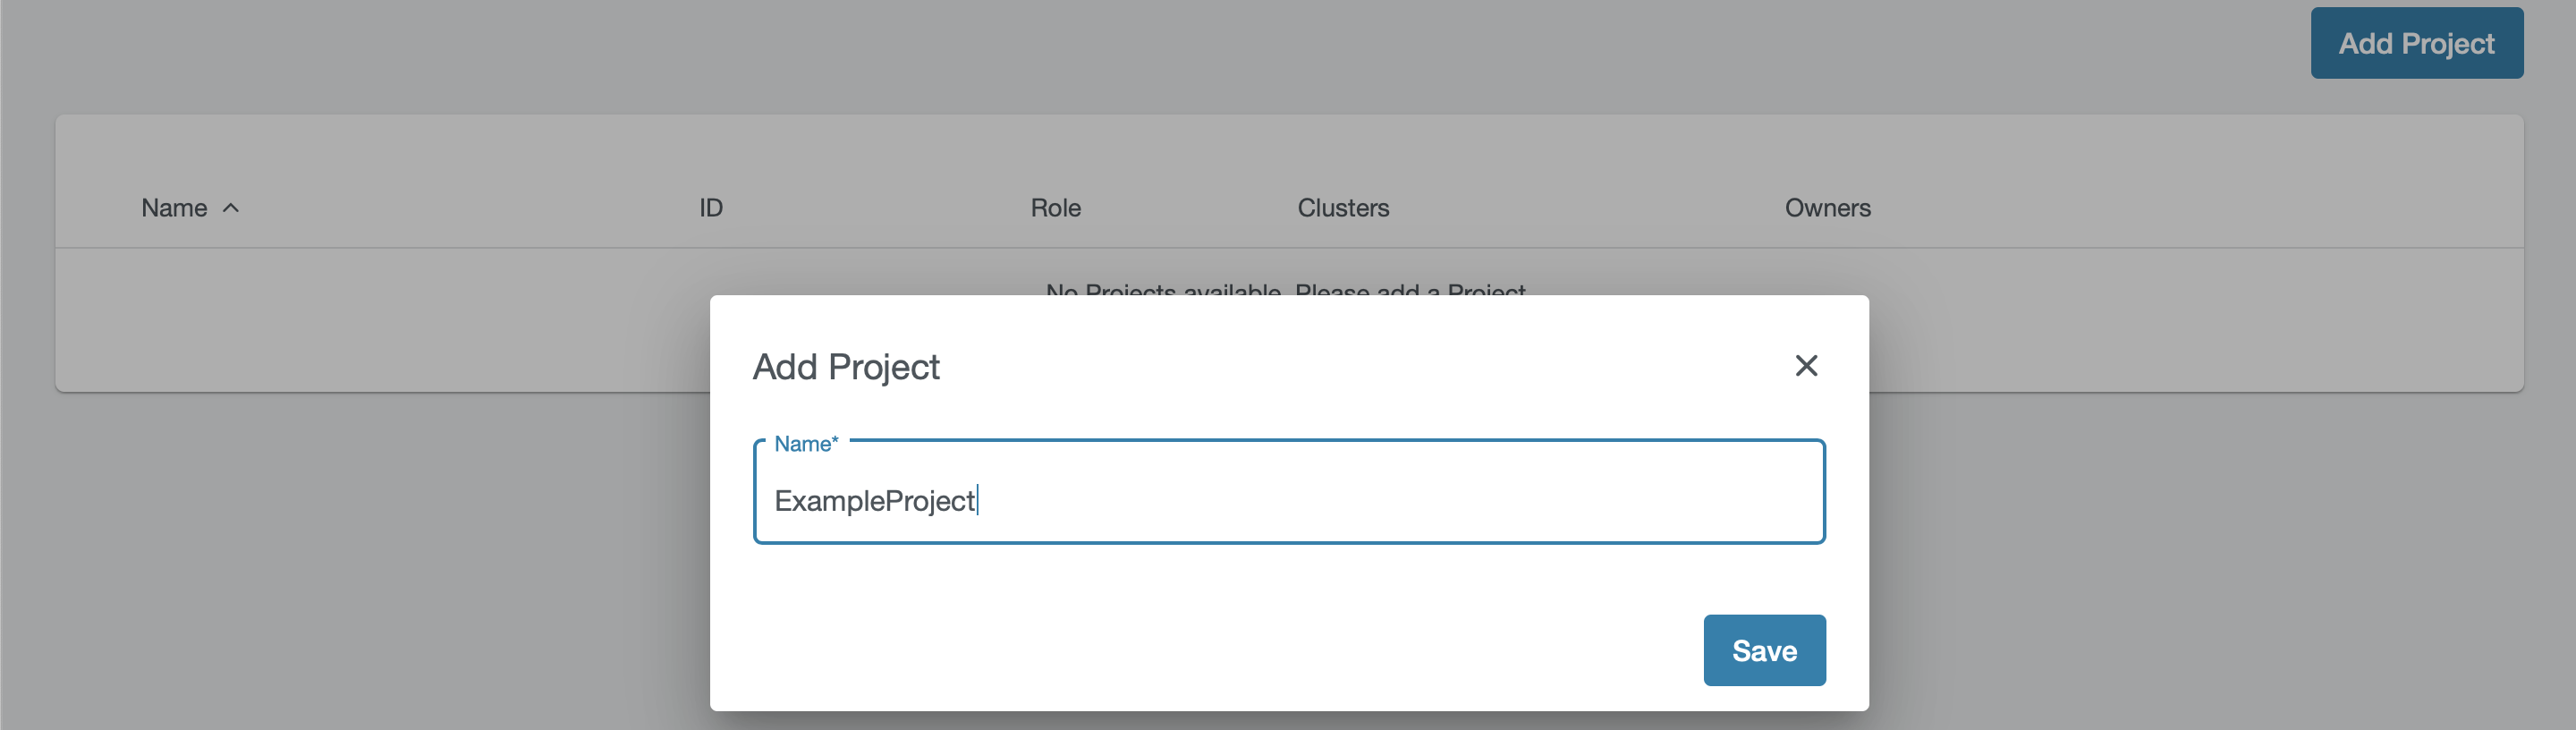 Add Project
Name ID Role Clusters Owners
No Projects available. Please add a Project
Add Project
Name*
ExampleProject
Save